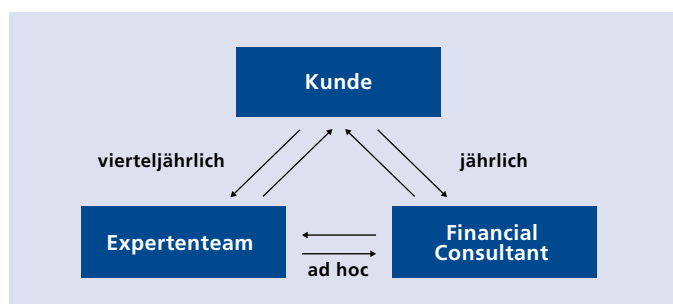 Kunde
vierteljährlich
jährlich
Expertenteam
Financial
Consultant
ad hoc